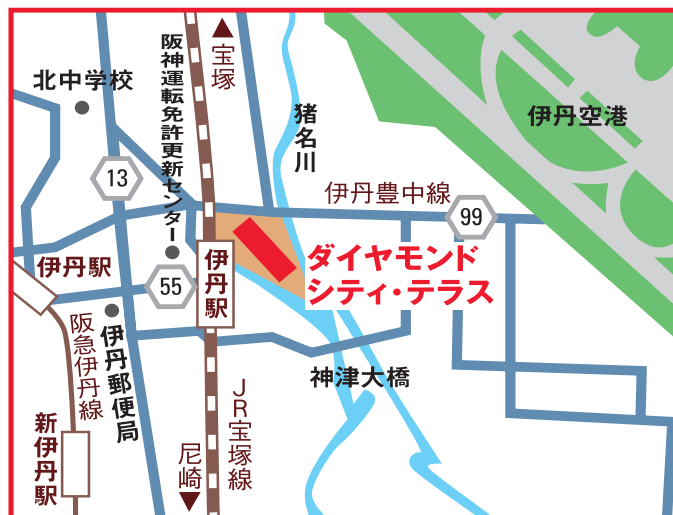 ▲
宝塚
阪神運転免許更新センター
北中学校
猪名川
伊丹空港
13
伊丹豊中線
99
伊丹駅
55
伊丹駅
ダイヤモンド
シティ・テラス
阪急伊丹線
伊丹郵便局
神津大橋
新伊丹駅
JR宝塚線
尼崎
▼